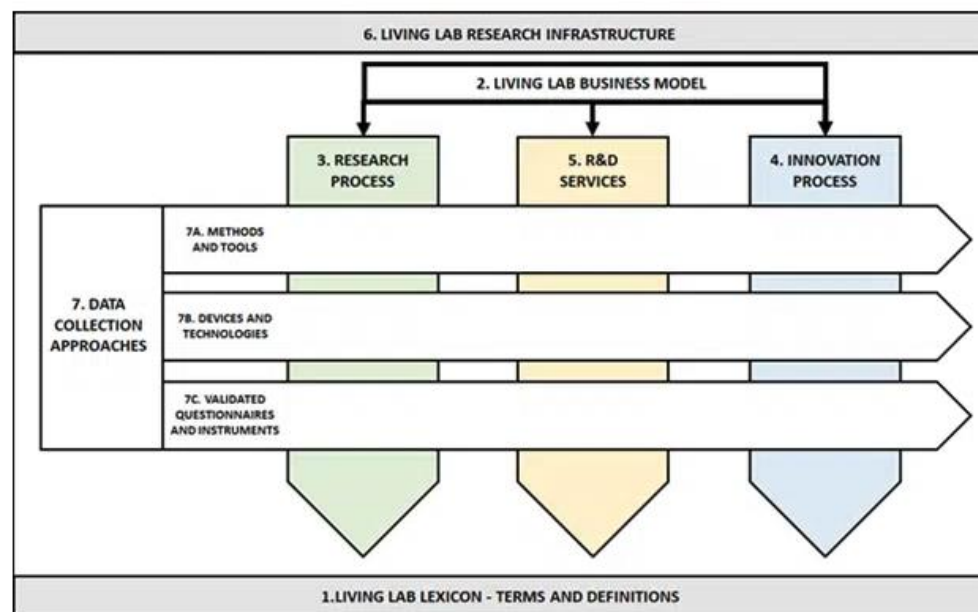 6. LIVING LAB RESEARCH INFRASTRUCTURE
2. LIVING LAB BUSINESS MODEL
3. RESEARCH
PROCESS
5. R&D
SERVICES
4. INNOVATION
PROCESS
7. DATA
COLLECTION
APPROACHES
7A. METHODS
AND TOOLS
7B. DEVICES AND
TECHNOLOGIES
7C. VALIDATED
QUESTIONNAIRES
AND INSTRUMENTS
1.LIVING LAB LEXICON - TERMS AND DEFINITIONS